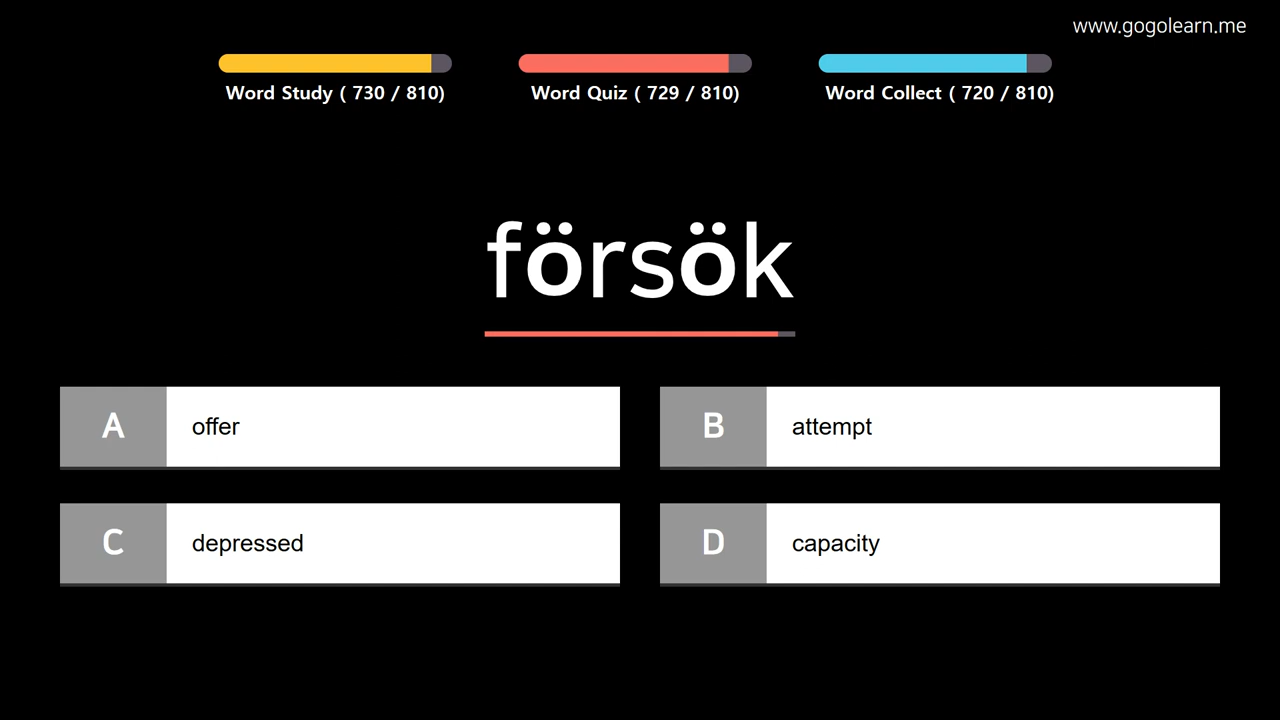 www.gogolearn.me
Word Study ( 730 / 810)
Word Quiz ( 729 / 810)
Word Collect ( 720 / 810)
försök
A offer
B attempt
C depressed
D capacity